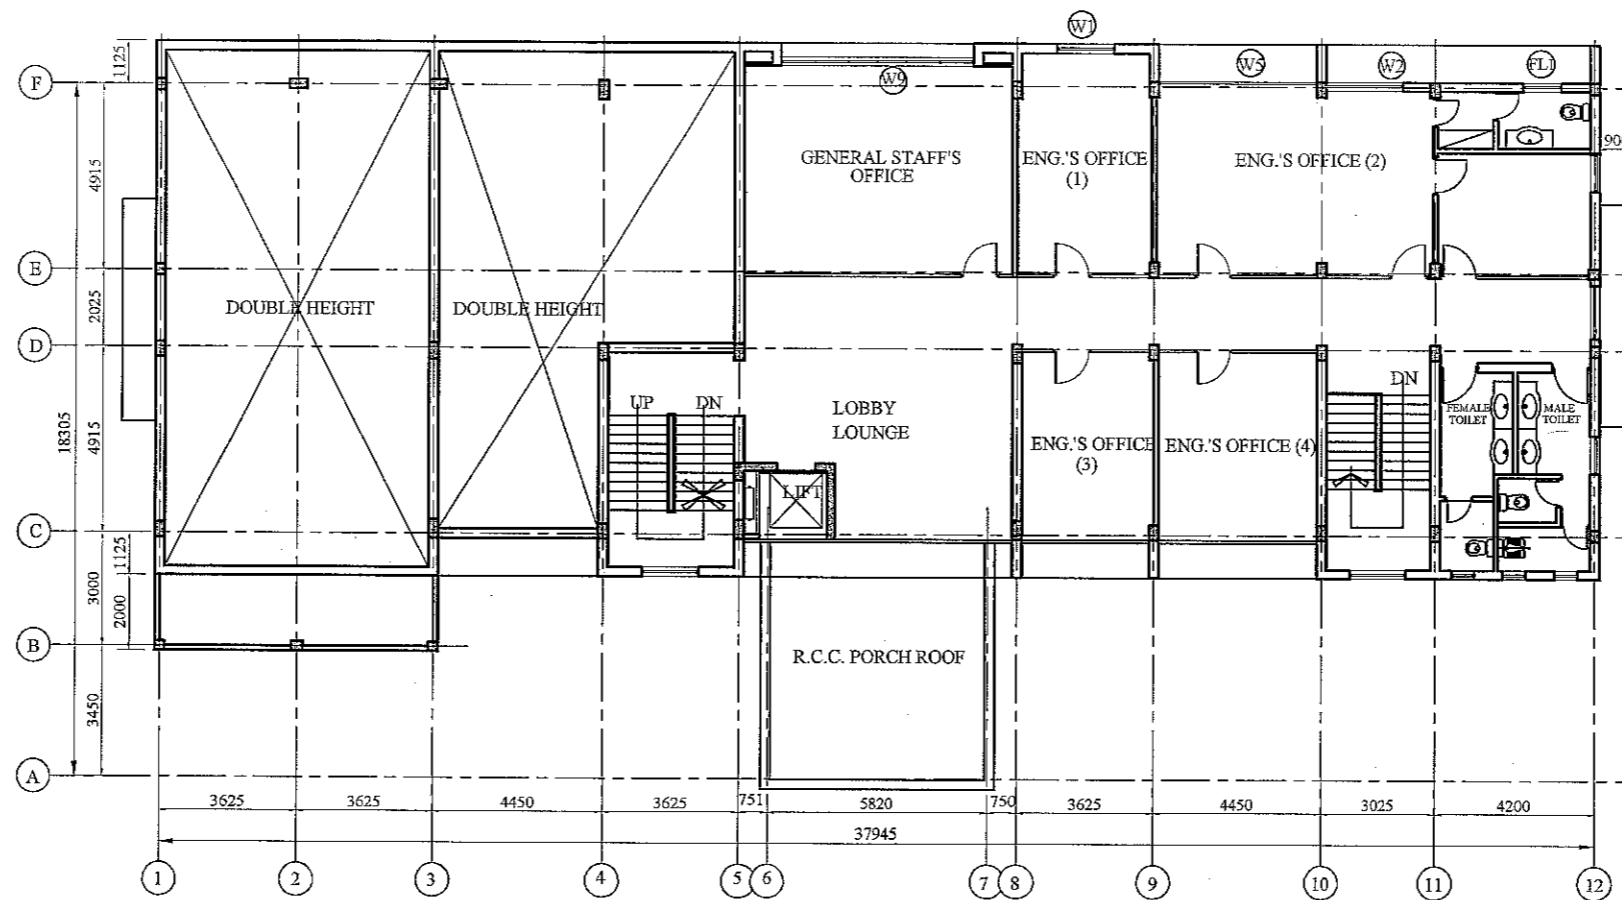 W1
1125
F
W9
W5
W2
FL1
90
GENERAL STAFF'S
OFFICE
ENG.'S OFFICE
(1)
ENG.'S OFFICE (2)
4915
E
DOUBLE HEIGHT
DOUBLE HEIGHT
2025
D
UP
DN
LOBBY
LOUNGE
DN
FEMALE
TOILET
MALE
TOILET
18305
4915
ENG.'S OFFICE
(3)
ENG.'S OFFICE (4)
LIFT
C
1125
3000
2000
B
R.C.C. PORCH ROOF
3450
A
3625
3625
4450
3625
751
5820
750
3625
4450
3025
4200
37945
1
2
3
4
5
6
7
8
9
10
11
12